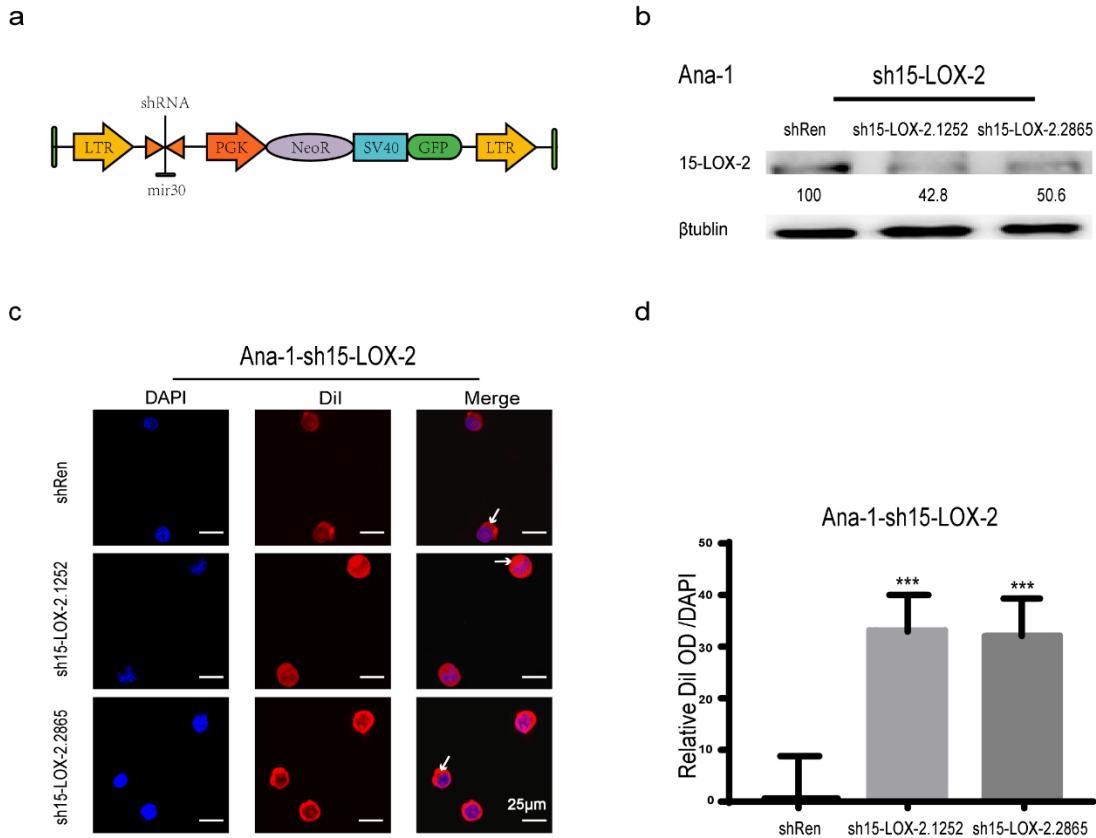 a
shRNA
LTR
PGK
NeoR
SV40
GFP
LTR
mir30
b
Ana-1
sh15-LOX-2
shRen
sh15-LOX-2.1252
sh15-LOX-2.2865
15-LOX-2
100
42.8
50.6
βtublin
c
Ana-1-sh15-LOX-2
DAPI
Dil
Merge
shRen
sh15-LOX-2.1252
sh15-LOX-2.2865
25μm
d
Ana-1-sh15-LOX-2
Relative Dil OD /DAPI
50
40
30
20
10
0
***
***
shRen
sh15-LOX-2.1252
sh15-LOX-2.2865